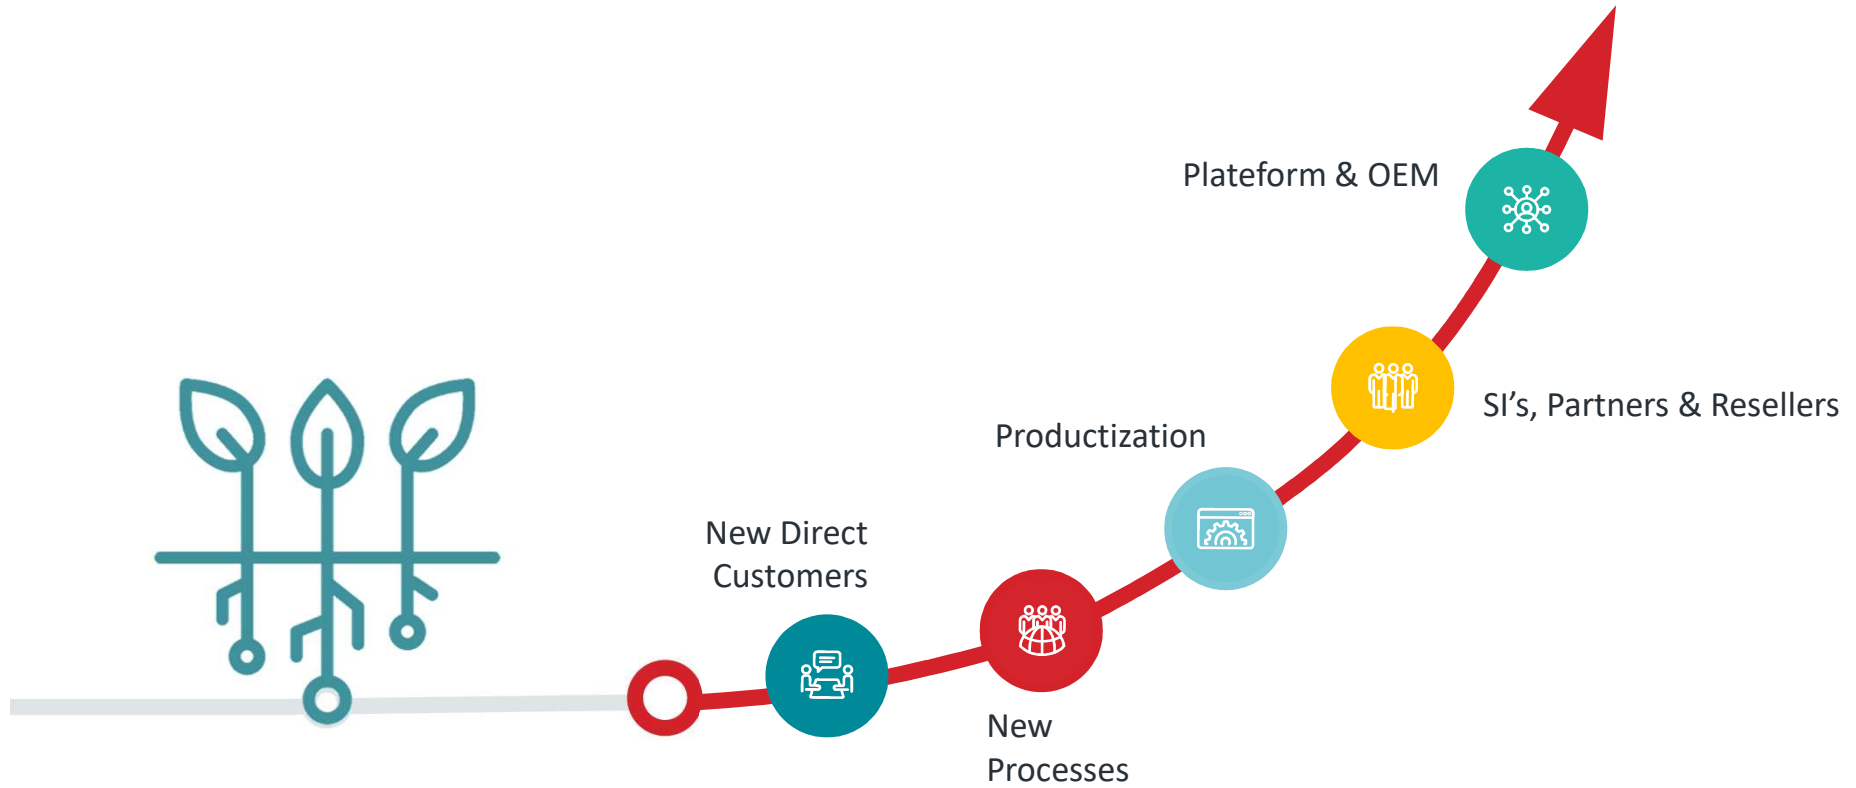 Plateform & OEM
SI's, Partners & Resellers
Productization
New Direct
Customers
New
Processes